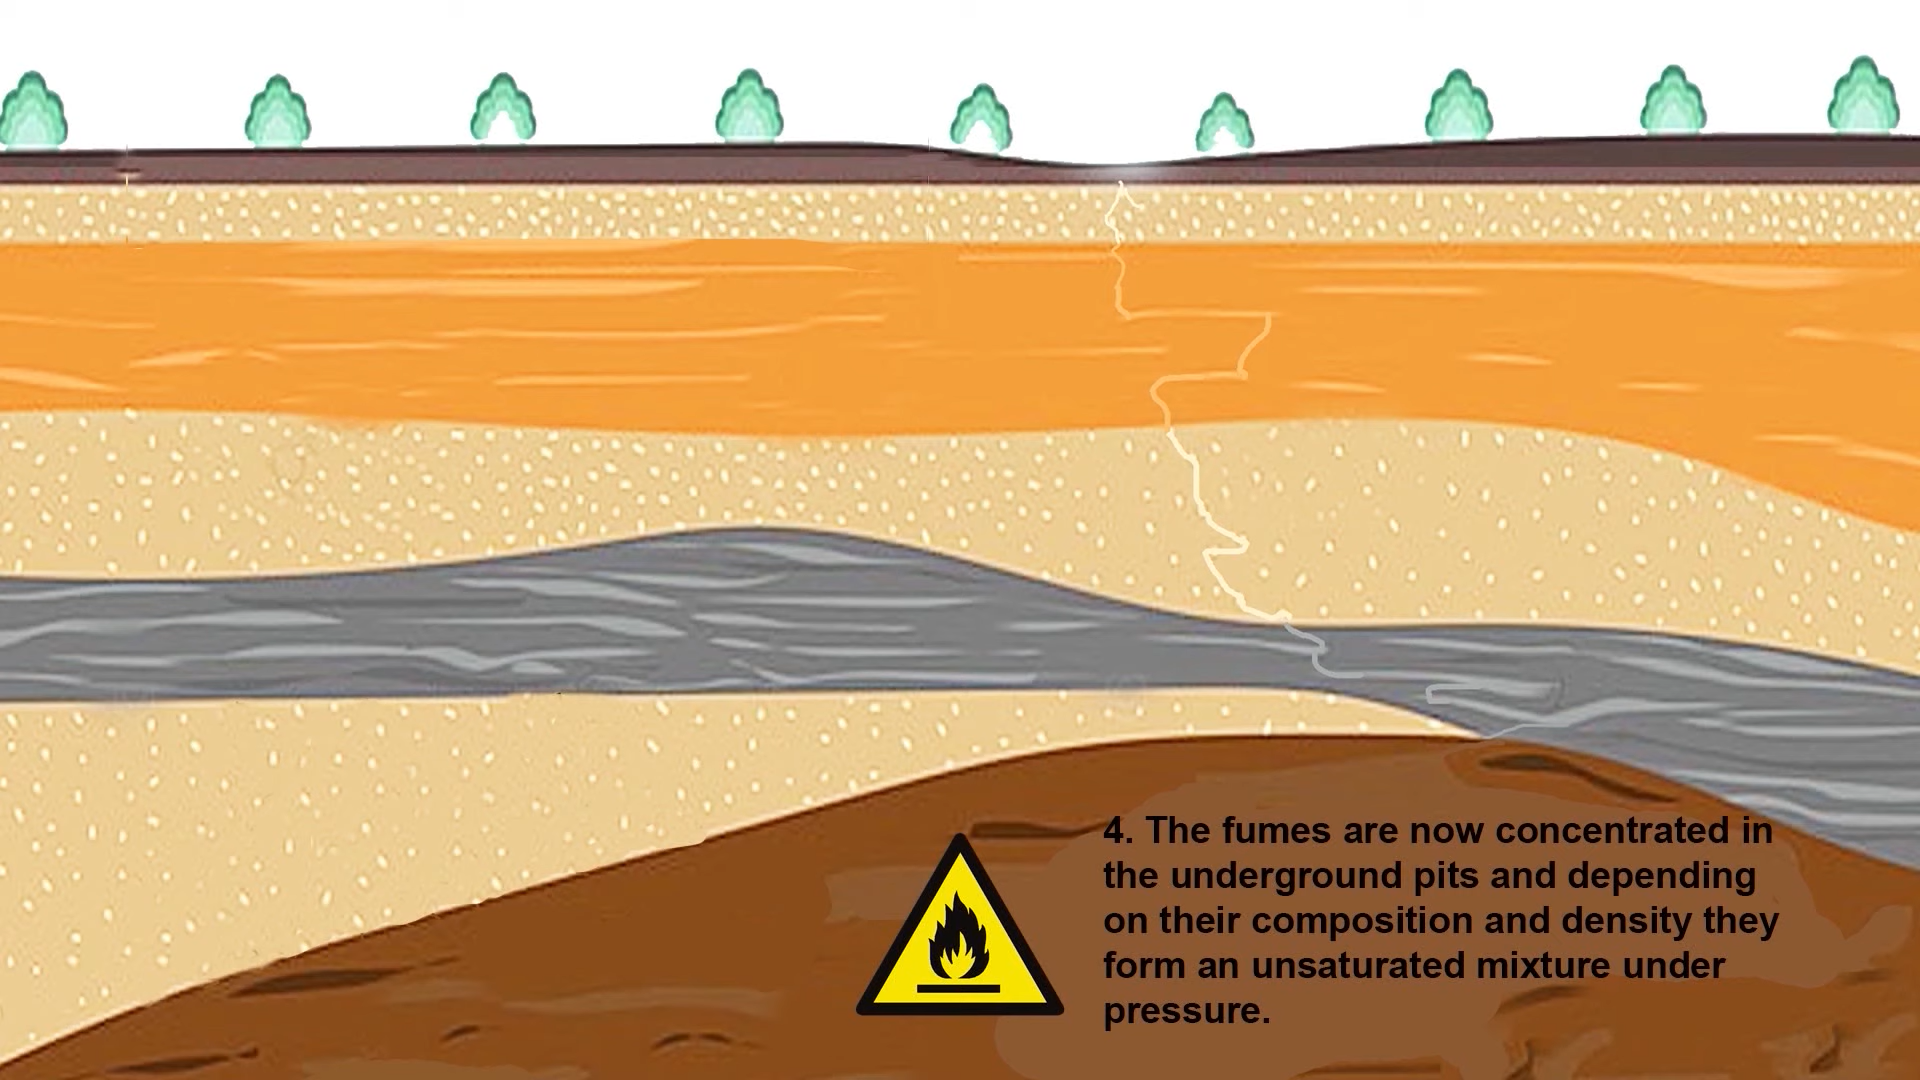 4. The fumes are now concentrated in
the underground pits and depending
on their composition and density they
form an unsaturated mixture under
pressure.